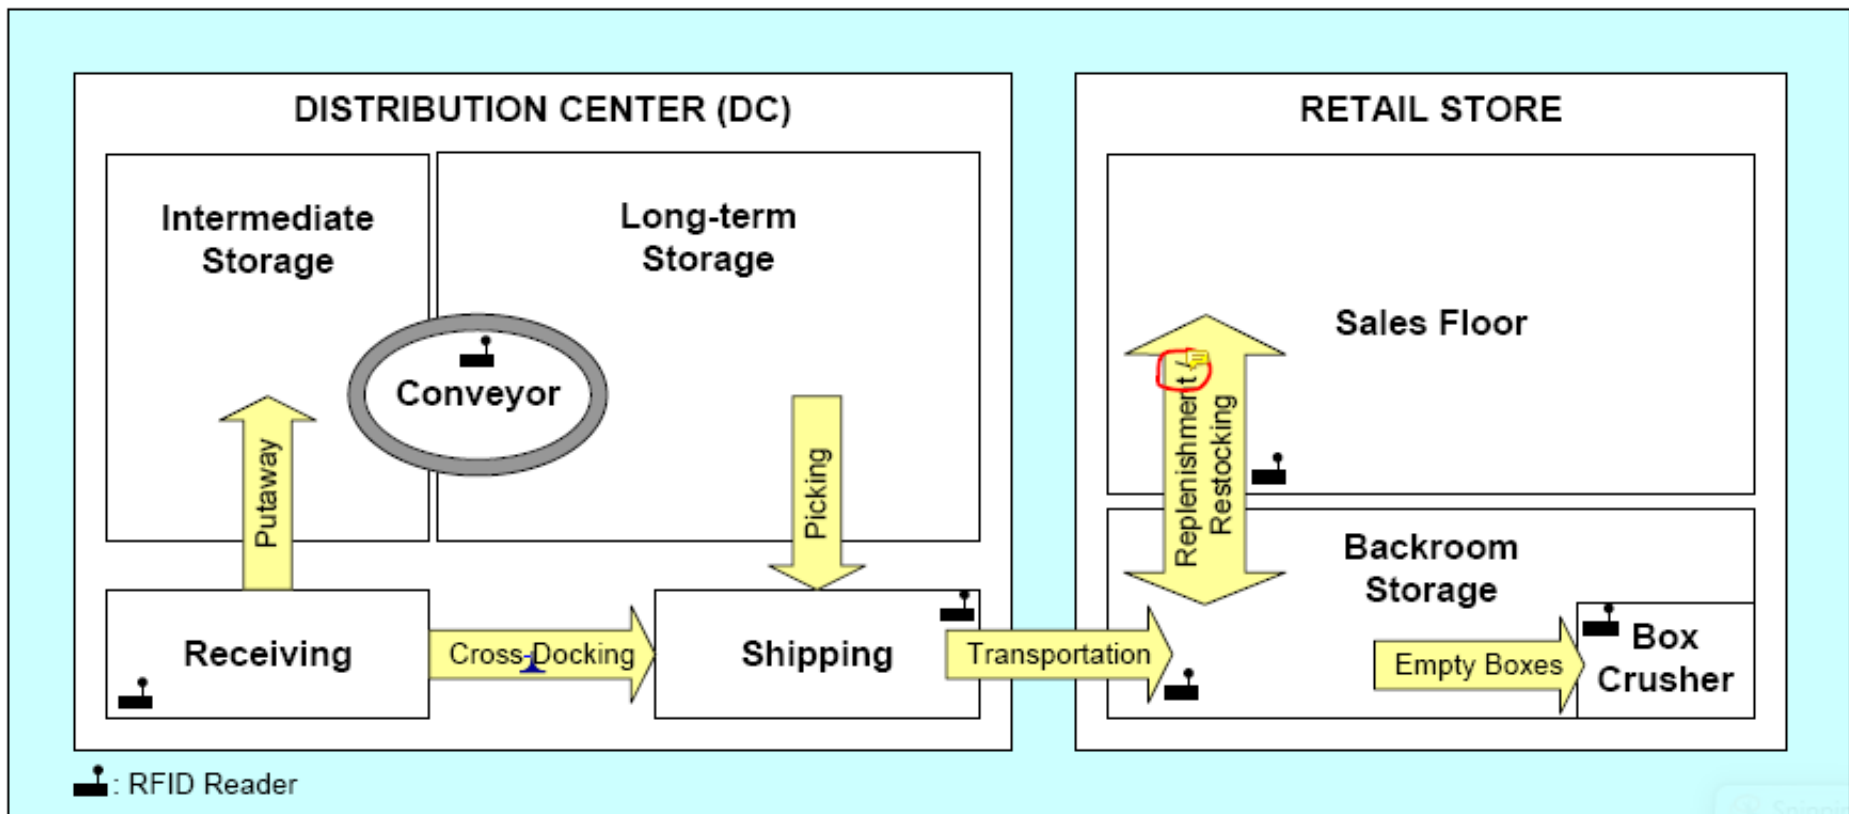 DISTRIBUTION CENTER (DC)
Intermediate
Storage
Long-term
Storage
Conveyor
Putaway
Picking
Receiving
Cross-Docking
Shipping
Transportation
RETAIL STORE
Sales Floor
Replenishment /
Restocking
Backroom
Storage
Empty Boxes
Box
Crusher
: RFID Reader